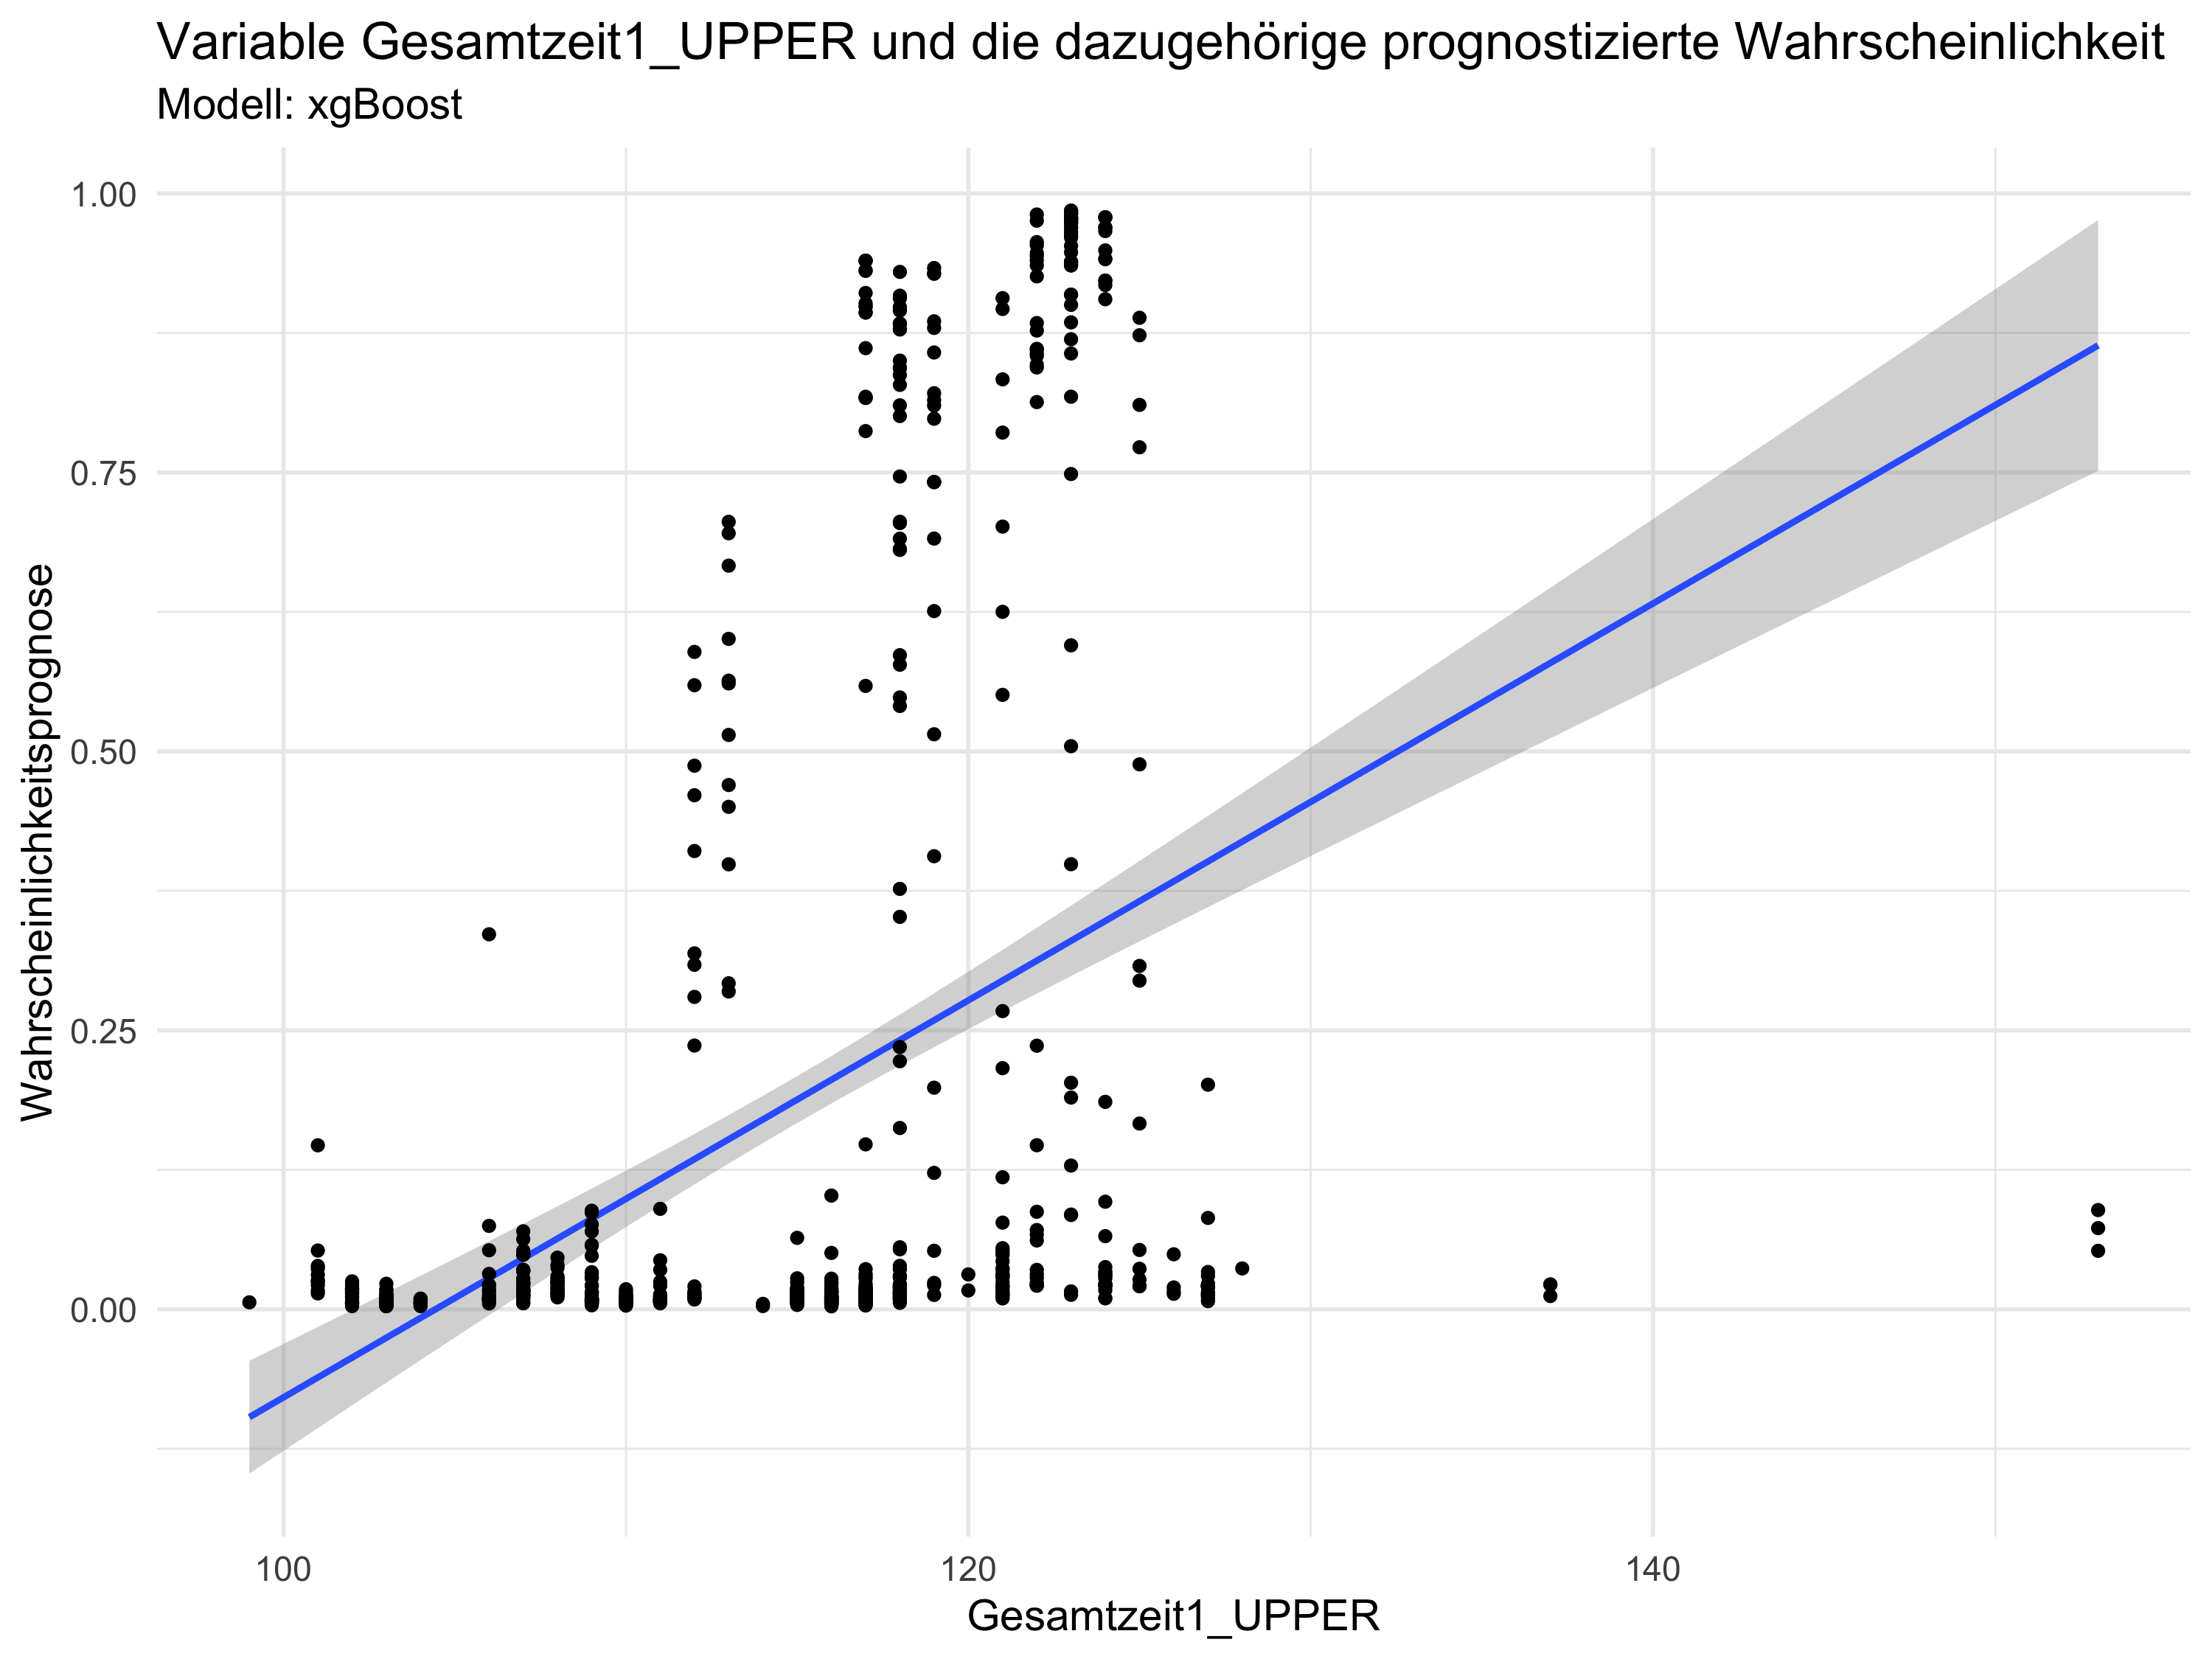 Variable Gesamtzeit1_UPPER und die dazugehörige prognostizierte Wahrscheinlichkeit
Modell: xgBoost
1.00
0.75
0.50
0.25
0.00
Wahrscheinlichkeitsprognose
100
120
140
Gesamtzeit1_UPPER